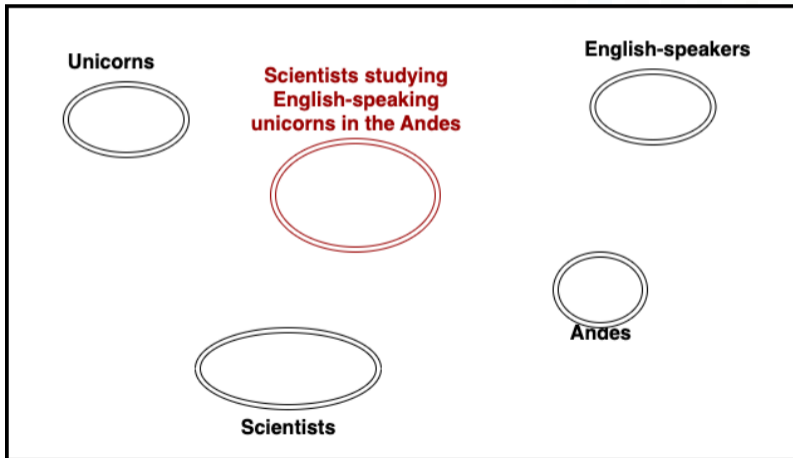 Unicorns
English-speakers
Scientists studying
English-speaking
unicorns in the Andes
Andes
Scientists